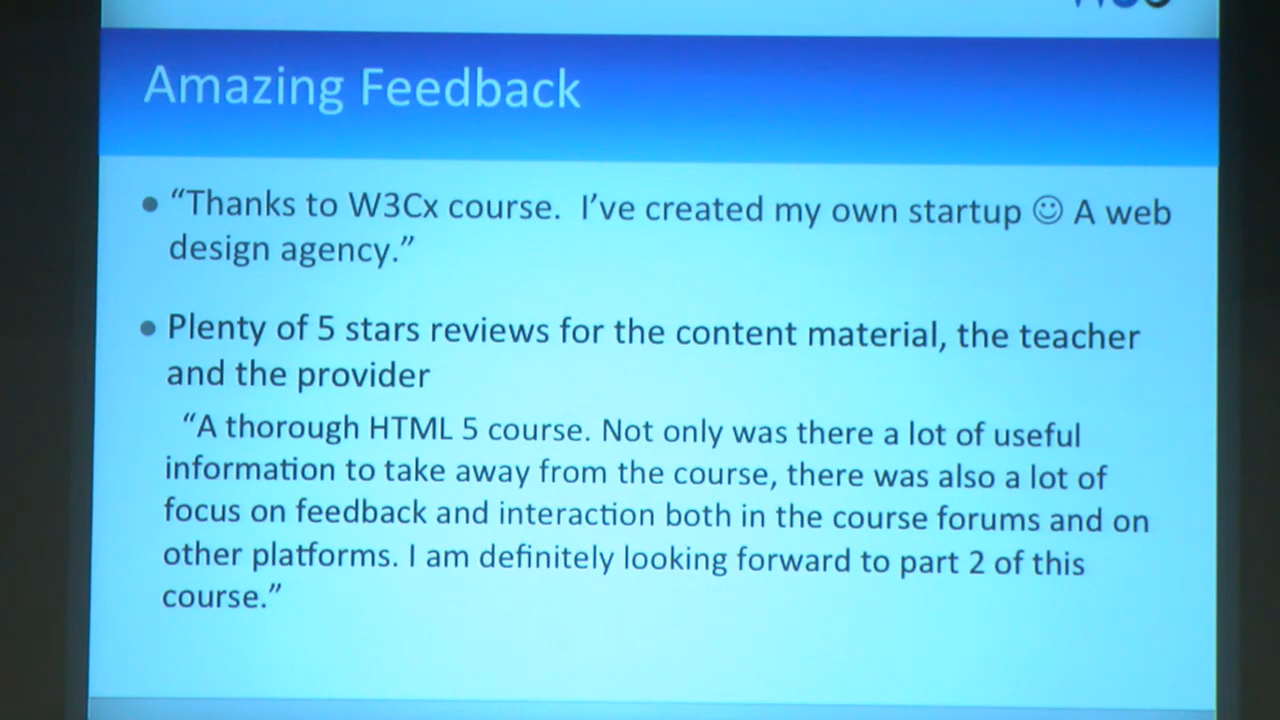 Amazing Feedback
• “Thanks to W3Cx course.  I’ve created my own startup ☺ A web
design agency.”
• Plenty of 5 stars reviews for the content material, the teacher
and the provider
“A thorough HTML 5 course. Not only was there a lot of useful
information to take away from the course, there was also a lot of
focus on feedback and interaction both in the course forums and on
other platforms. I am definitely looking forward to part 2 of this
course.”